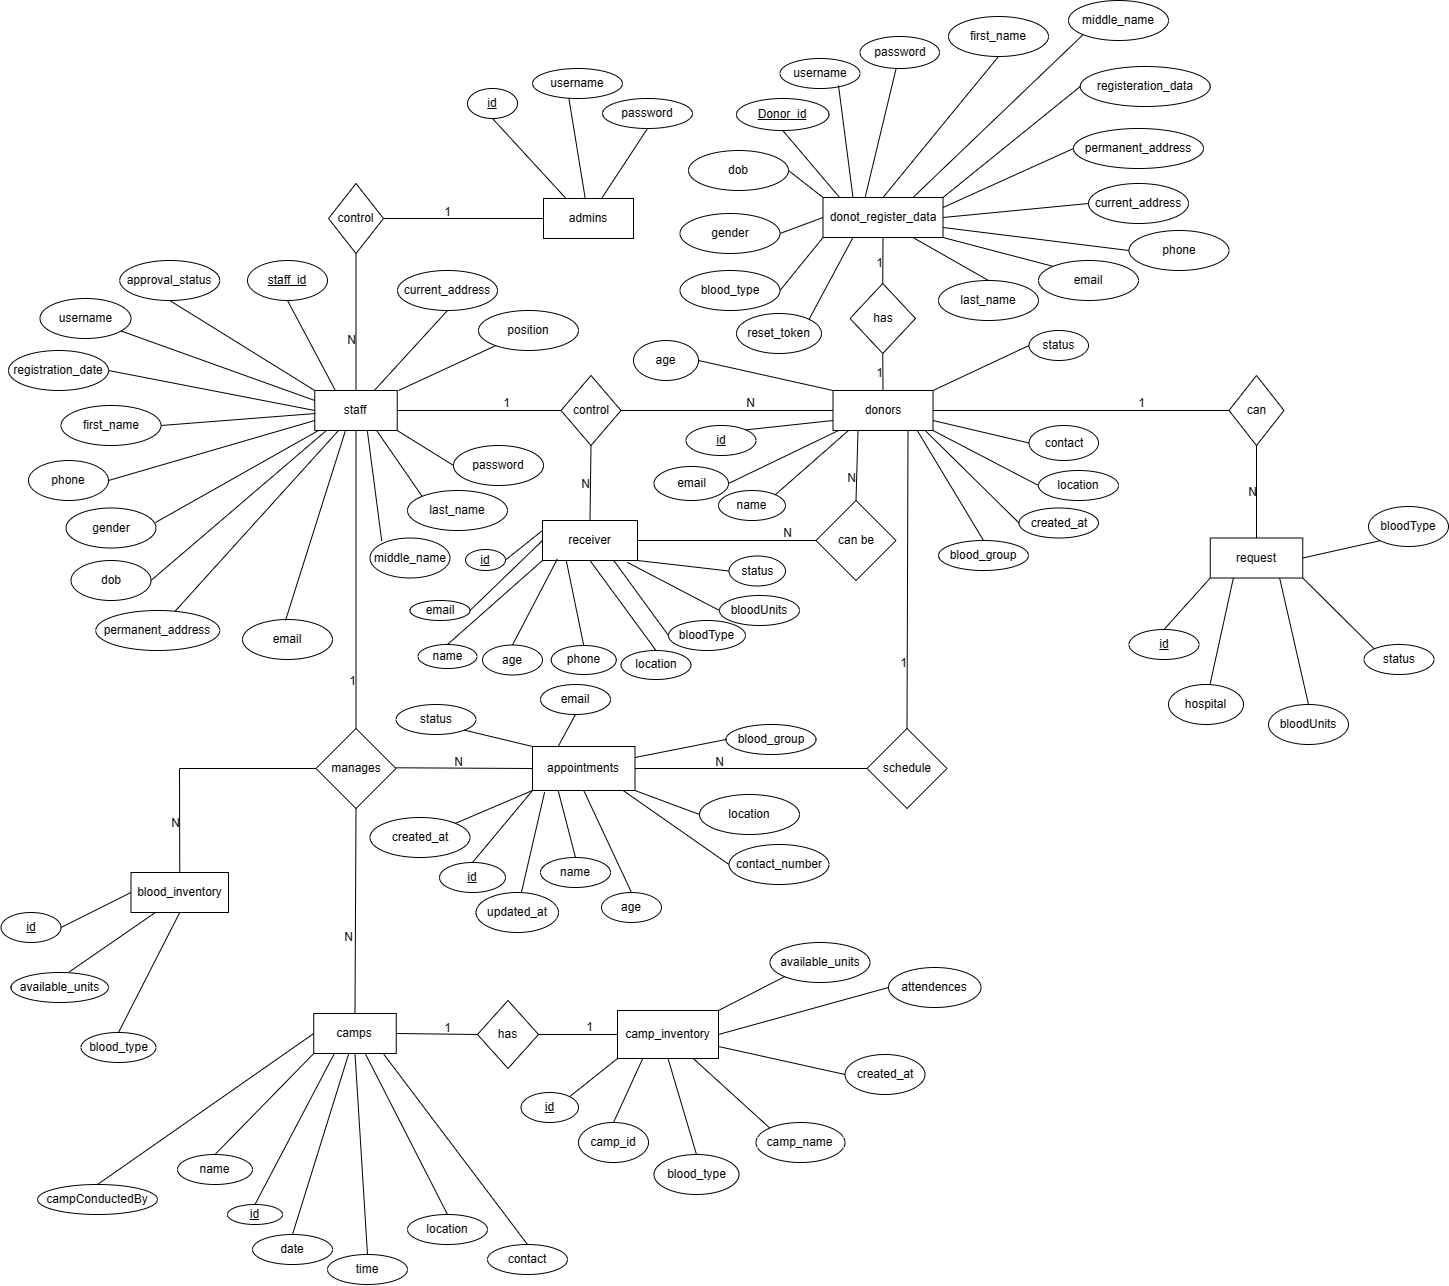 middle_name
first_name
password
username
registeration_data
Donor_id
permanent_address
dob
current_address
donot_register_data
gender
phone
email
blood_type
last_name
reset_token
1
has
1
username
id
password
admins
1
control
N
approval_status
staff_id
current_address
username
position
registration_date
first_name
staff
phone
password
gender
last_name
middle_name
dob
permanent_address
email
1
control
N
N
age
status
donors
id
contact
email
name
location
created_at
blood_group
N
can be
N
1
can
N
request
bloodType
id
status
hospital
bloodUnits
receiver
id
status
email
bloodUnits
bloodType
name
age
phone
location
1
manages
N
N
N
1
schedule
N
email
status
blood_group
appointments
location
created_at
contact_number
id
name
updated_at
age
blood_inventory
id
available_units
blood_type
camps
1
has
1
camp_inventory
available_units
attendences
created_at
id
camp_id
camp_name
blood_type
name
campConductedBy
id
location
date
contact
time